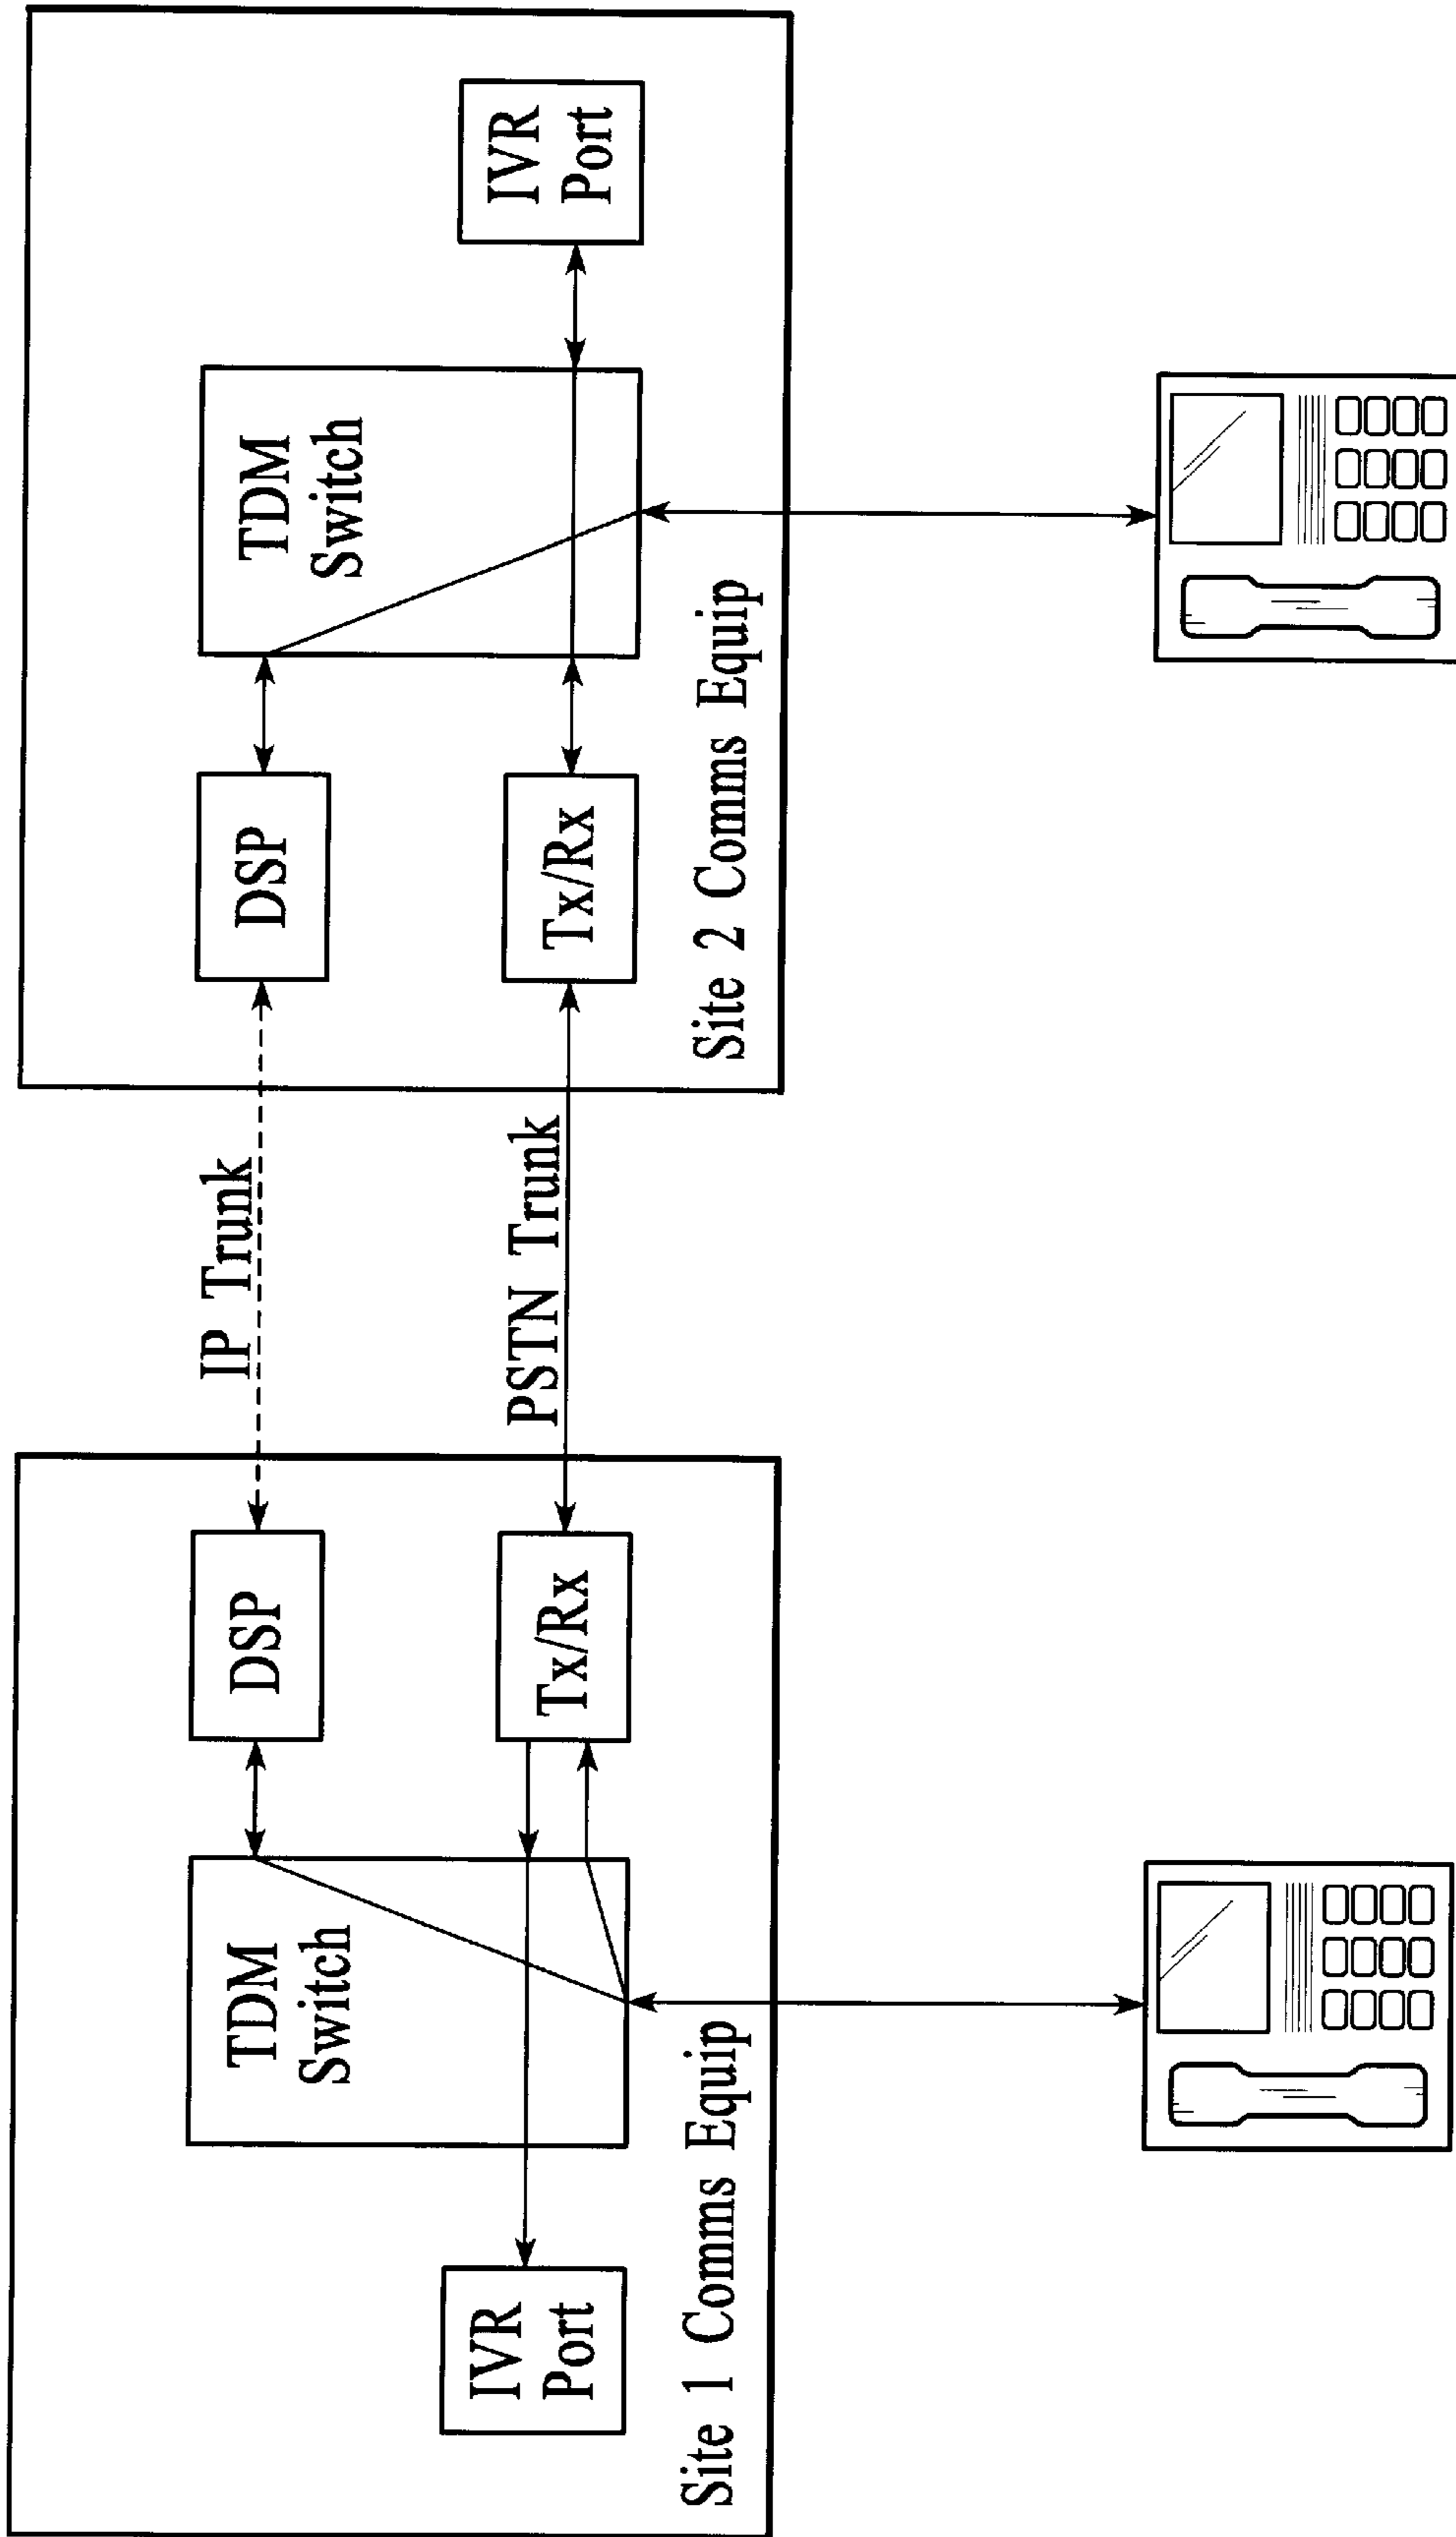 IVR
Port
TDM
Switch
DSP
Tx/Rx
Site 1 Comms Equip
IP Trunk
PSTN Trunk
DSP
Tx/Rx
TDM
Switch
IVR
Port
Site 2 Comms Equip